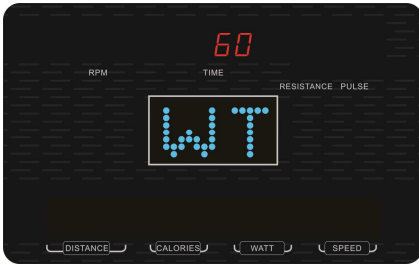 60
RPM TIME
RESISTANCE PULSE
WT
DISTANCE CALORIES WATT SPEED